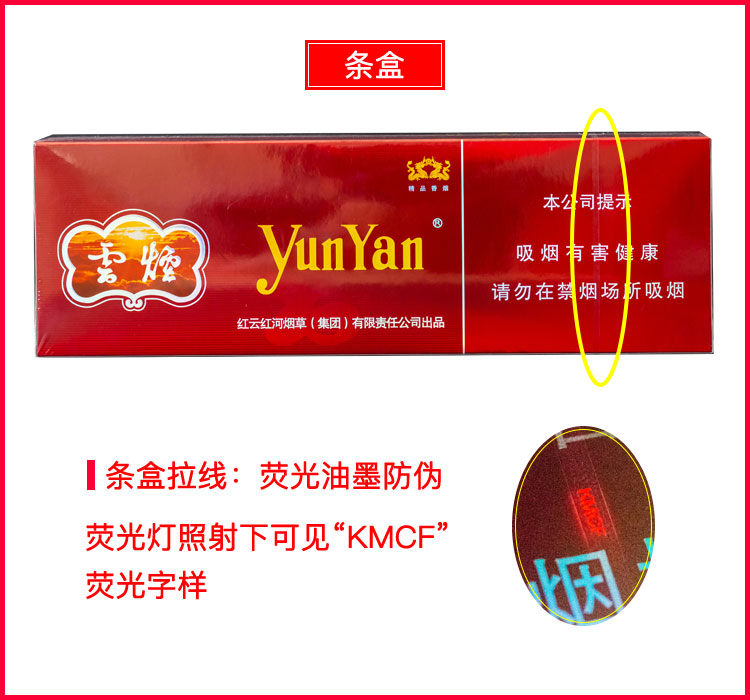 条盒
精品香烟
雲煙
YunYan®
红云红河烟草（集团）有限责任公司出品
本公司提示
吸烟有害健康
请勿在禁烟场所吸烟
条盒拉线：荧光油墨防伪
荧光灯照射下可见“KMCF”
荧光字样
KMCF
烟